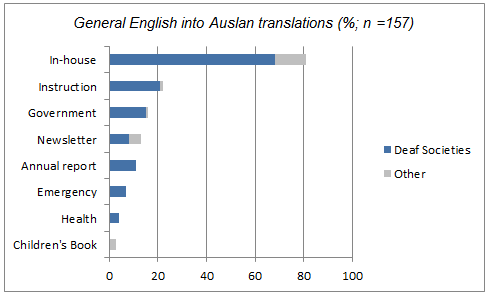 General English into Auslan translations (%; n =157)
In-house
Instruction
Government
Newsletter
Annual report
Emergency
Health
Children's Book
0 20 40 60 80 100
Deaf Societies
Other